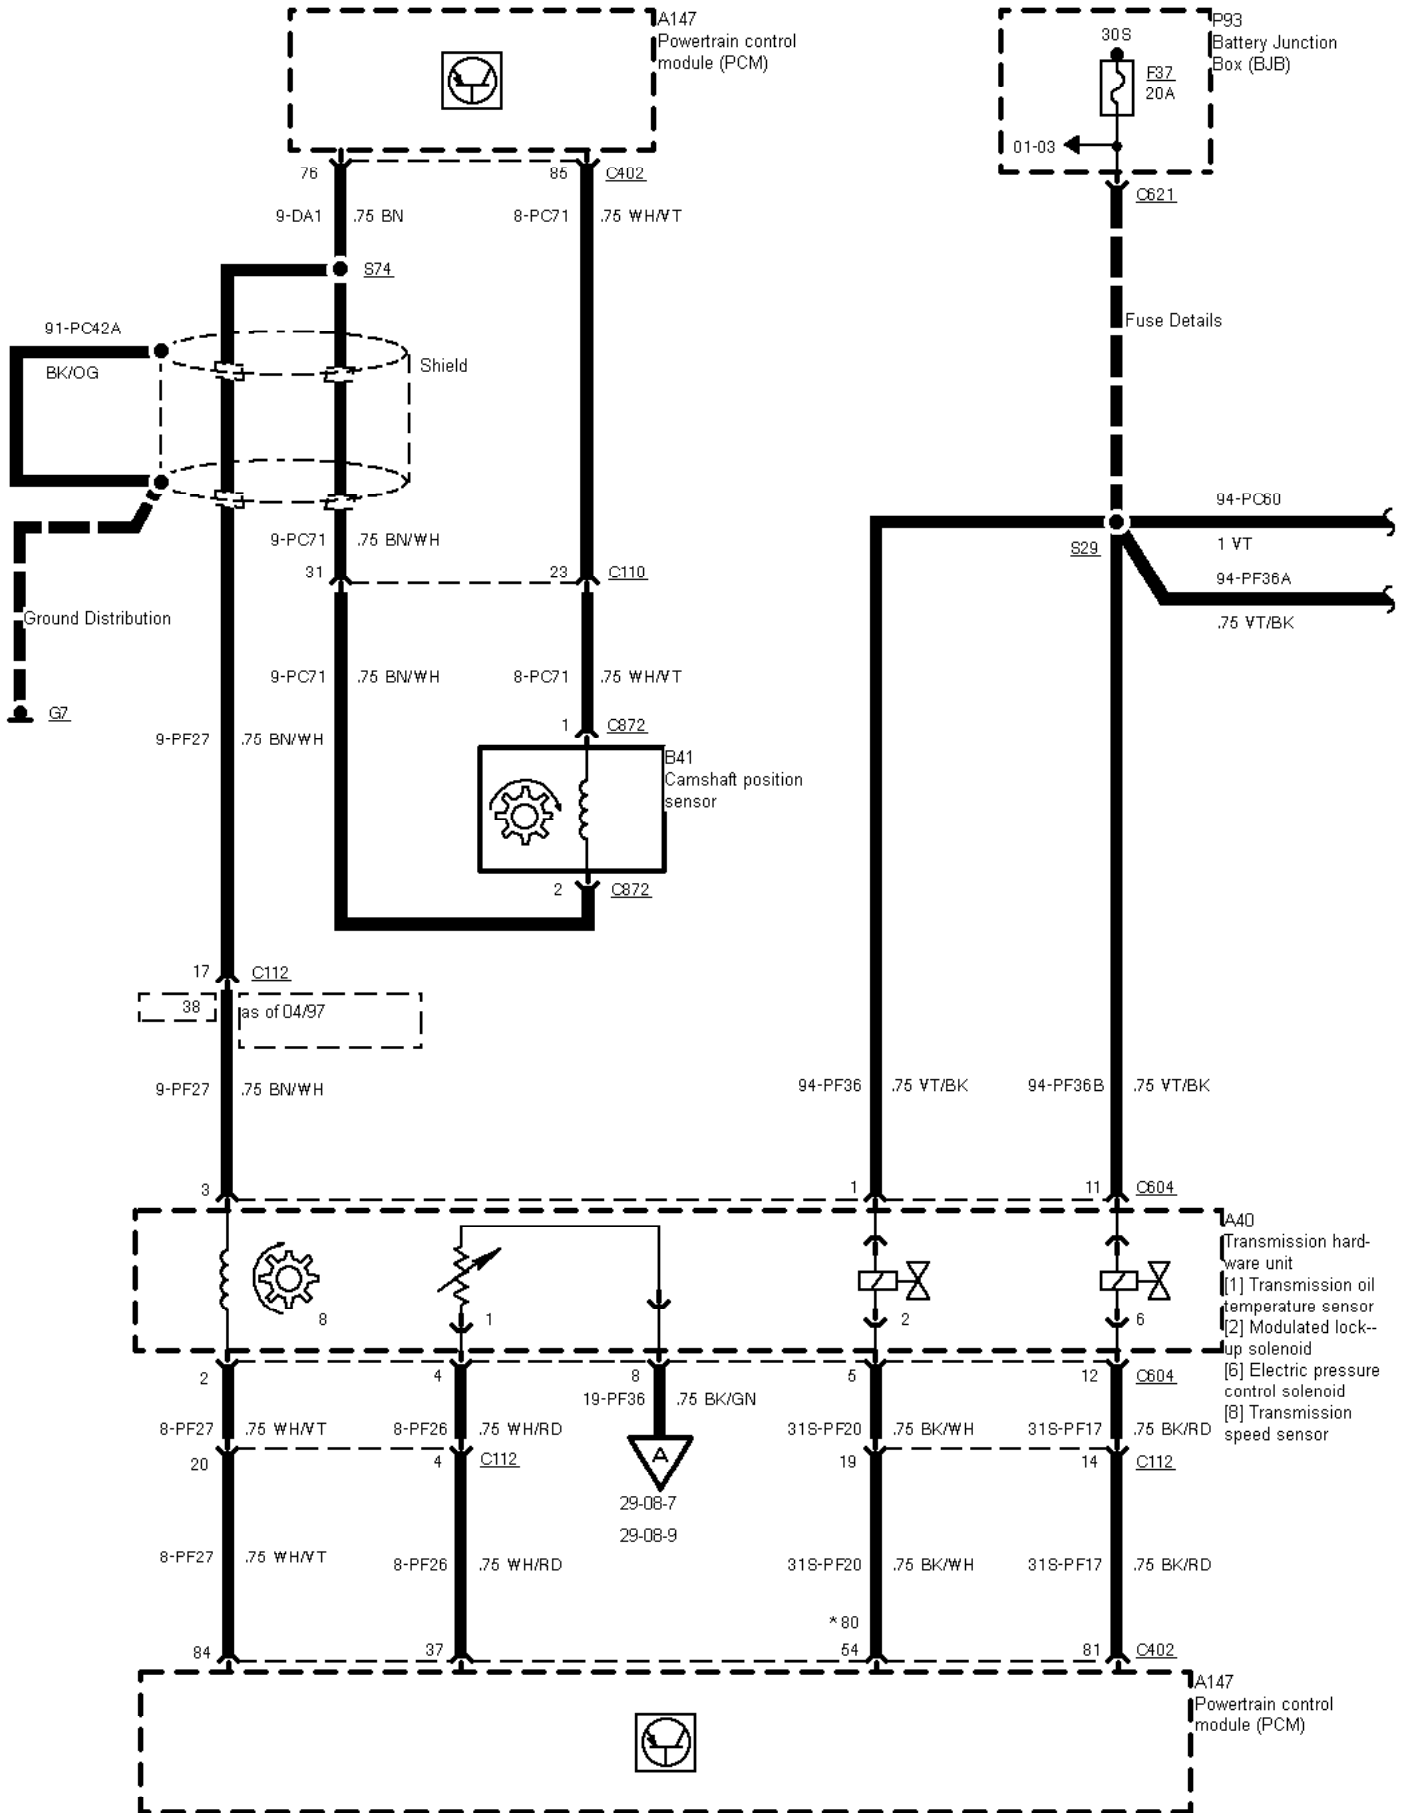 A147
Powertrain control
module (PCM)
P93
Battery Junction
Box (BJB)
30S
F37
20A
01-03
76
85
C402
C621
9-DA1
.75 BN
8-PC71
.75 WH/VT
S74
91-PC42A
BK/OG
Shield
Fuse Details
94-PC60
1 VT
S29
94-PF36A
.75 VT/BK
9-PC71
.75 BN/WH
31
23
C110
Ground Distribution
G7
9-PC71
.75 BN/WH
8-PC71
.75 WH/VT
1
C872
9-PF27
.75 BN/WH
B41
Camshaft position
sensor
2
C872
17
C112
38
as of 04/97
9-PF27
.75 BN/WH
94-PF36
.75 VT/BK
94-PF36B
.75 VT/BK
3
1
11
C604
A40
Transmission hard-
ware unit
[1] Transmission oil
temperature sensor
[2] Modulated lock--
up solenoid
[6] Electric pressure
control solenoid
[8] Transmission
speed sensor
8
1
2
6
2
4
8
5
12
C604
19-PF36
.75 BK/GN
8-PF27
.75 WH/VT
8-PF26
.75 WH/RD
31S-PF20
.75 BK/WH
31S-PF17
.75 BK/RD
20
4
C112
A
19
14
C112
29-08-7
29-08-9
8-PF27
.75 WH/VT
8-PF26
.75 WH/RD
31S-PF20
.75 BK/WH
31S-PF17
.75 BK/RD
*80
84
37
54
81
C402
A147
Powertrain control
module (PCM)